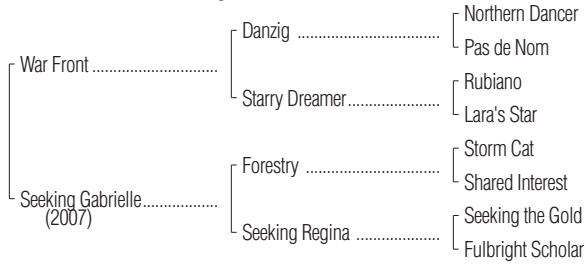 Northern Dancer
Danzig ..............................
Pas de Nom
War Front ..........................
Rubiano
Starry Dreamer...................
Lara's Star
Storm Cat
Forestry ............................
Shared Interest
Seeking Gabrielle................
(2007)
Seeking the Gold
Seeking Regina .................
Fulbright Scholar